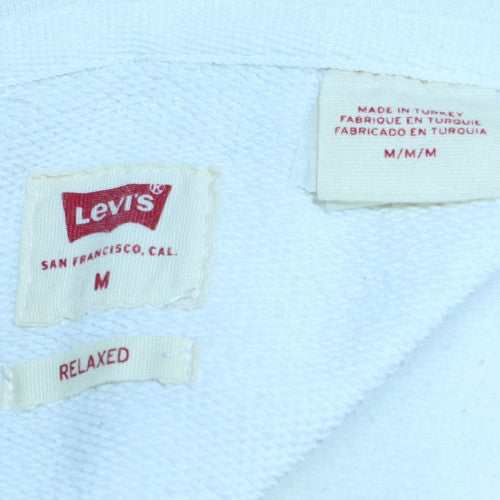 MADE IN TURKEY
FABRIQUE EN TURQUIE
FABRICADO EN TURQUIA
M/M/M
Levi's®
SAN FRANCISCO, CAL.
M
RELAXED